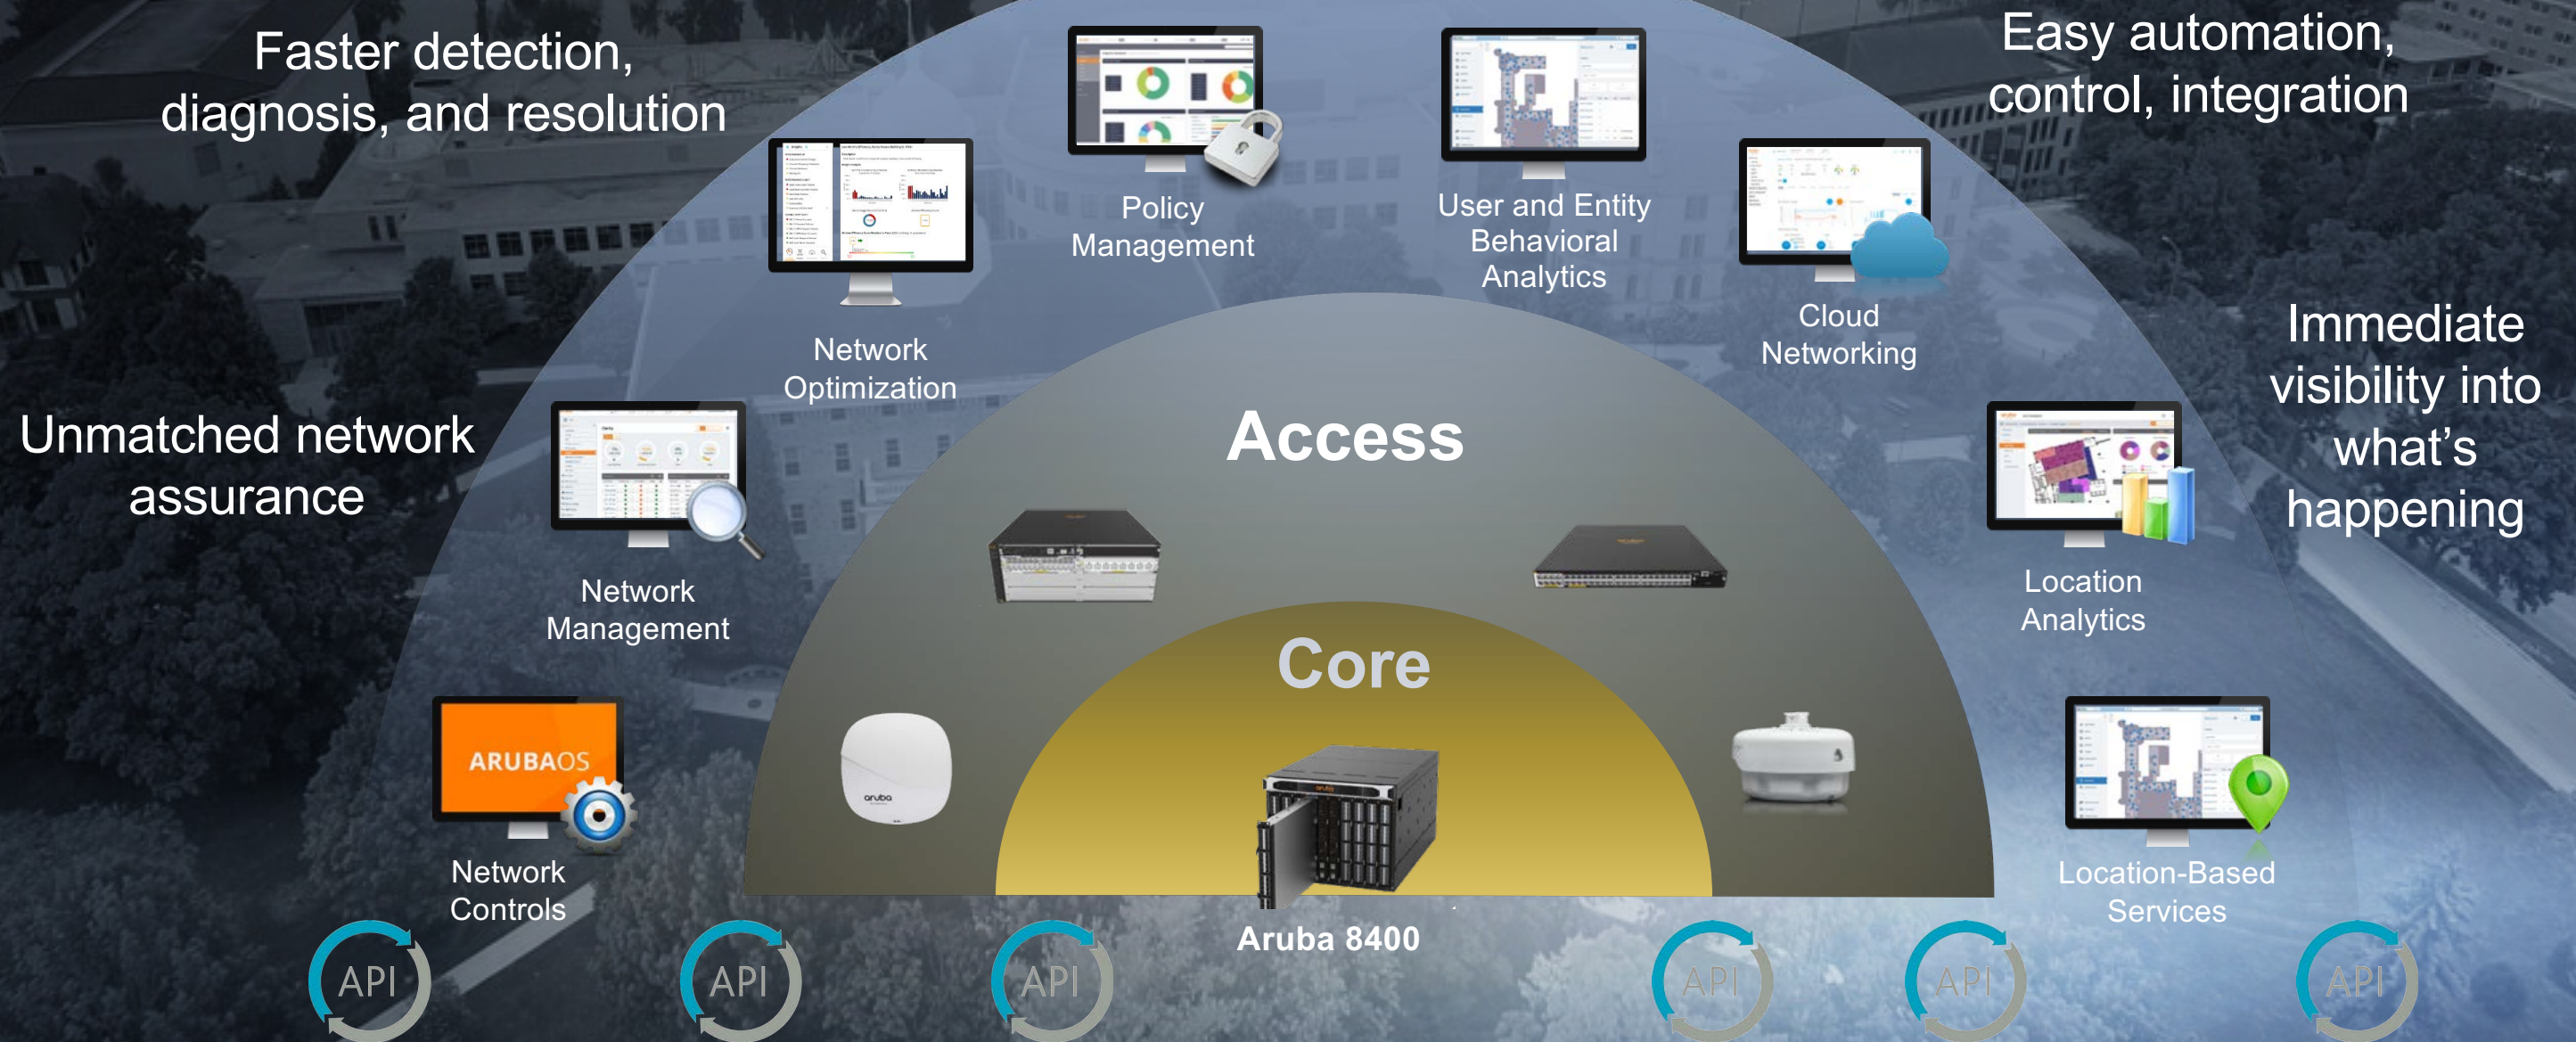 Faster detection,
diagnosis, and resolution
Easy automation,
control, integration
Policy
Management
User and Entity
Behavioral
Analytics
Network
Optimization
Cloud
Networking
Immediate
visibility into
what's
happening
Unmatched network
assurance
Access
Network
Management
Location
Analytics
Core
ARUBAOS
aruba
aruba
Network
Controls
Location-Based
Services
Aruba 8400
API
API
API
API
API
API